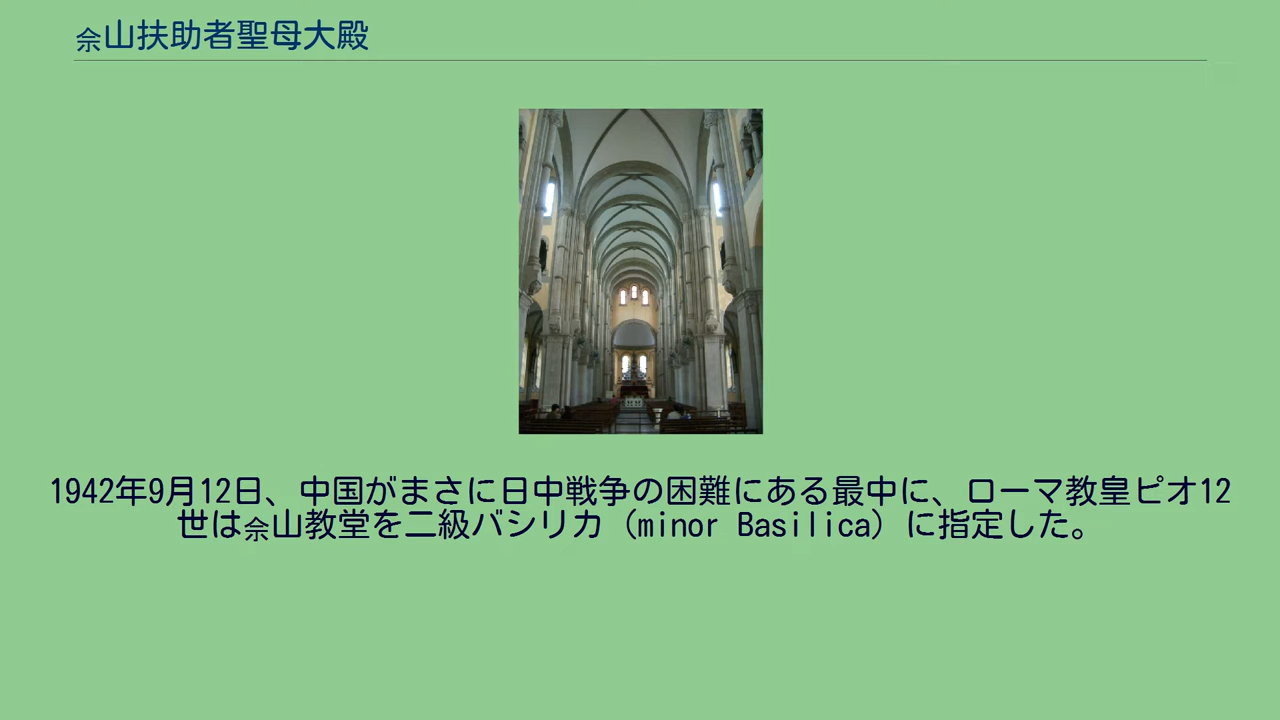 佘山扶助者聖母大殿
1942年9月12日、中国がまさに日中戦争の困難にある最中に、ローマ教皇ピオ12
世は佘山教堂を二級バシリカ（minor Basilica）に指定した。